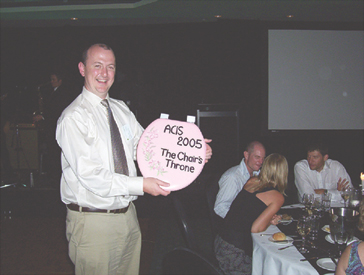 ACIS
2005
The Chair's
Throne